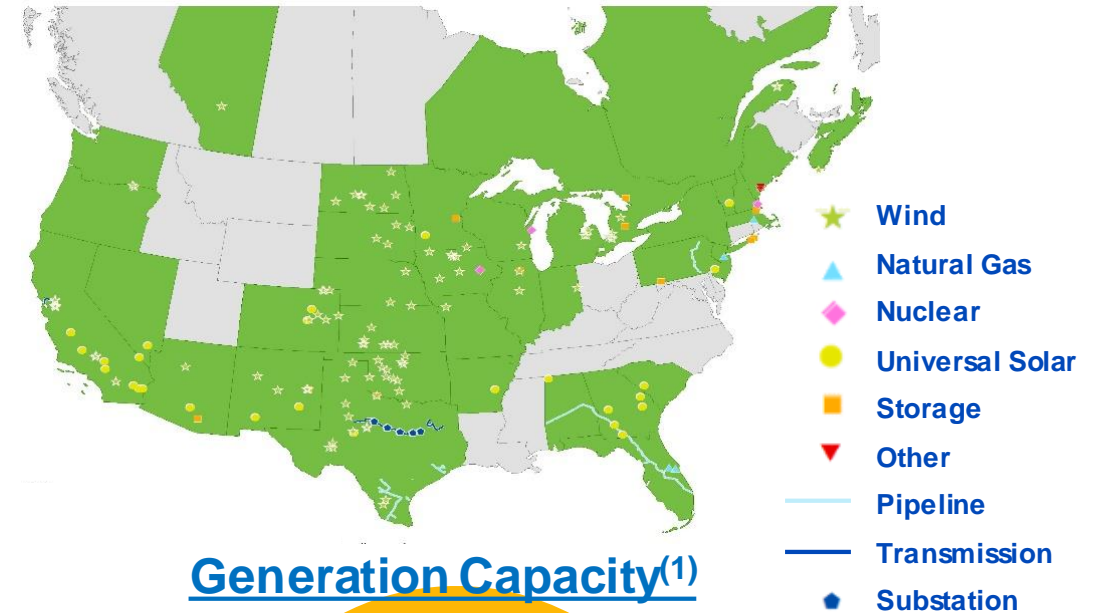 Wind
Natural Gas
Nuclear
Universal Solar
Storage
Other
Pipeline
Transmission
Substation
Generation Capacity(1)